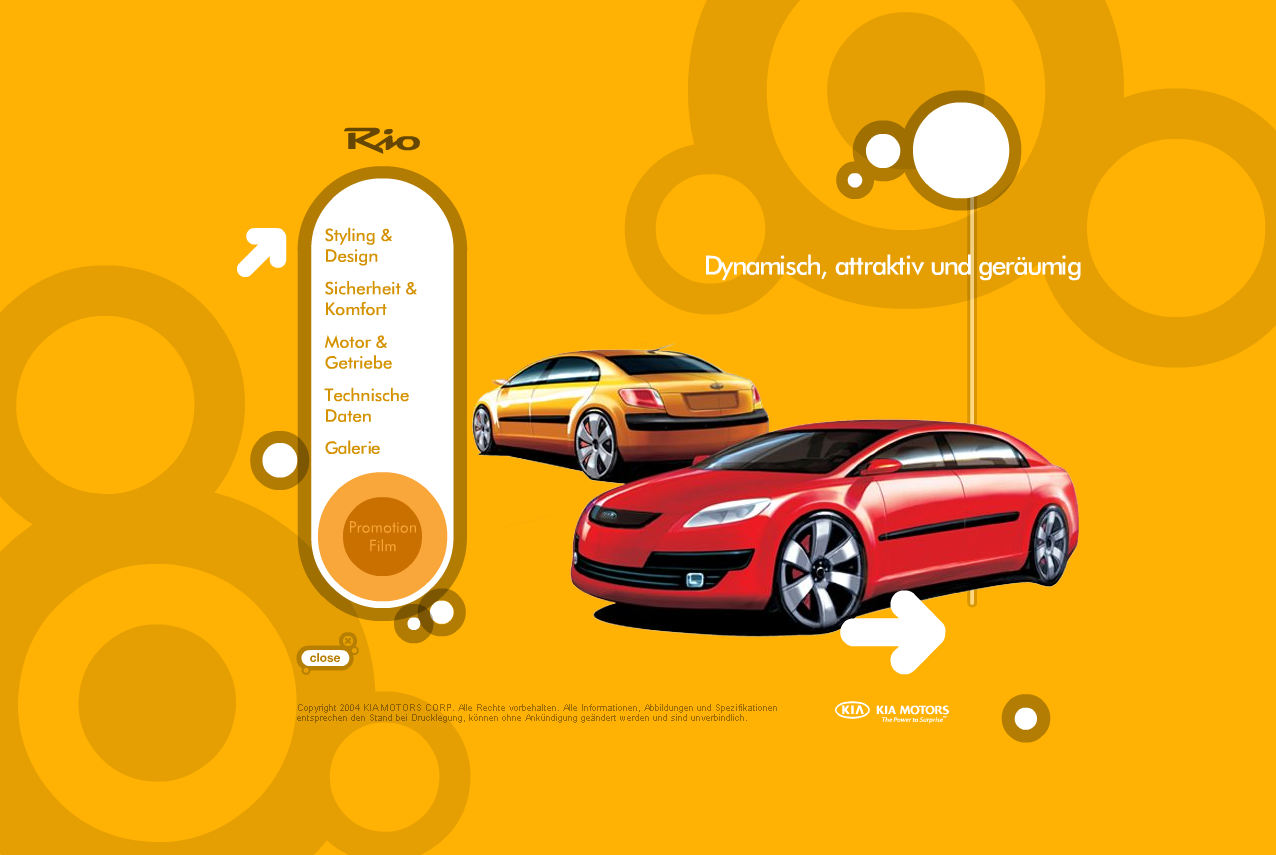 Rio
Styling &
Design
Sicherheit &
Komfort
Motor &
Getriebe
Technische
Daten
Galerie
Promotion
Film
close
Dynamisch, attraktiv und geräumig
Copyright 2004 KIA MOTORS CORP. Alle Rechte vorbehalten. Alle Informationen, Abbildungen und Spezifikationen
entsprechen den Stand bei Drucklegung, können ohne Ankündigung geändert werden und sind unverbindlich.
KIA KIA MOTORS
The Power to Surprise™